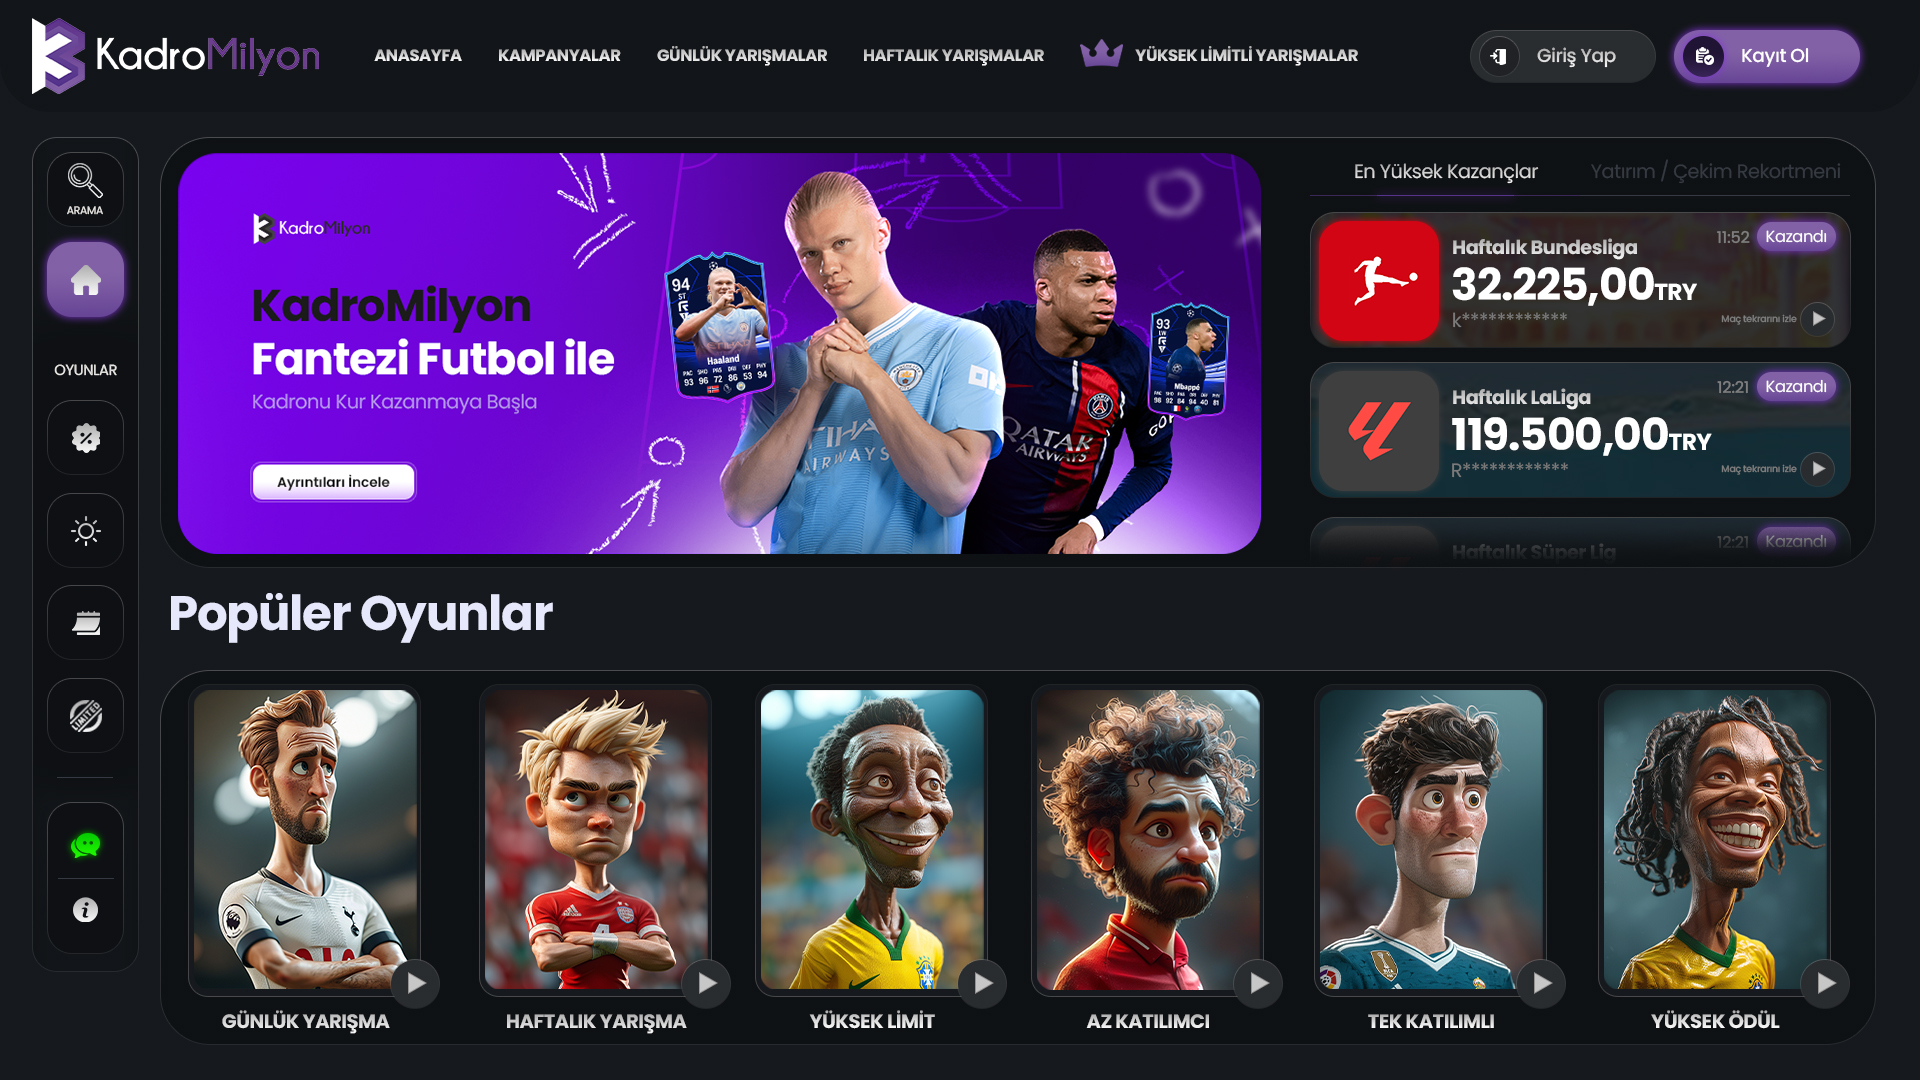 KadroMilyon
ANASAYFA
KAMPANYALAR
GÜNLÜK YARIŞMALAR
HAFTALIK YARIŞMALAR
YÜKSEK LİMİTLİ YARIŞMALAR
Giriş Yap
Kayıt Ol
ARAMA
OYUNLAR
LIMITED
KadroMilyon
KadroMilyon
Fantezi Futbol ile
Kadronu Kur Kazanmaya Başla
Ayrıntıları İncele
94
ST
Haaland
PAC SHO PAS DRI DEF PHY
93 96 72 86 53 94
ETIHAD
AIRWAYS
QATAR
AIRWAYS
PARIS
93
LW
Mbappé
PAC SHO PAS DRI DEF PHY
98 92 84 94 40 81
En Yüksek Kazançlar
Yatırım / Çekim Rekortmeni
Haftalık Bundesliga
11:52
Kazandı
32.225,00TRY
k************
Maç tekrarını izle
Haftalık LaLiga
12:21
Kazandı
119.500,00TRY
R************
Maç tekrarını izle
Haftalık Süper Lig
12:21
Kazandı
Popüler Oyunlar
GÜNLÜK YARIŞMA
HAFTALIK YARIŞMA
YÜKSEK LİMİT
AZ KATILIMCI
TEK KATILIMLI
YÜKSEK ÖDÜL